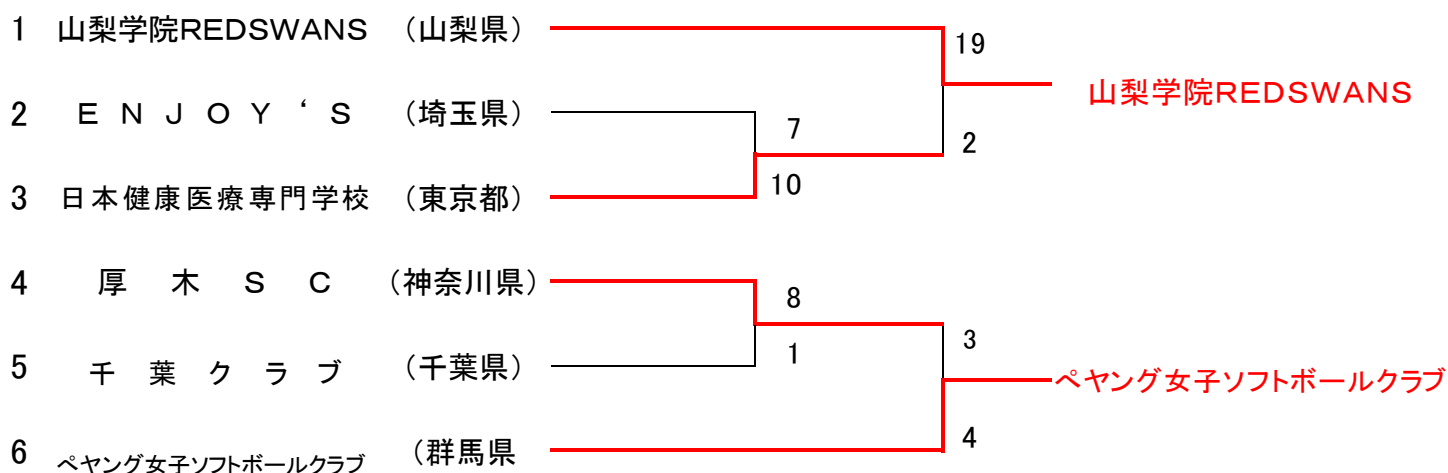 1 山梨学院REDSWANS (山梨県)
19
山梨学院REDSWANS
2 ENJOY‘S (埼玉県)
7
2
3 日本健康医療専門学校 (東京都)
10
4 厚木SC (神奈川県)
8
3
5 千葉クラブ (千葉県)
1
ペヤング女子ソフトボールクラブ
4
6 ペヤング女子ソフトボールクラブ (群馬県